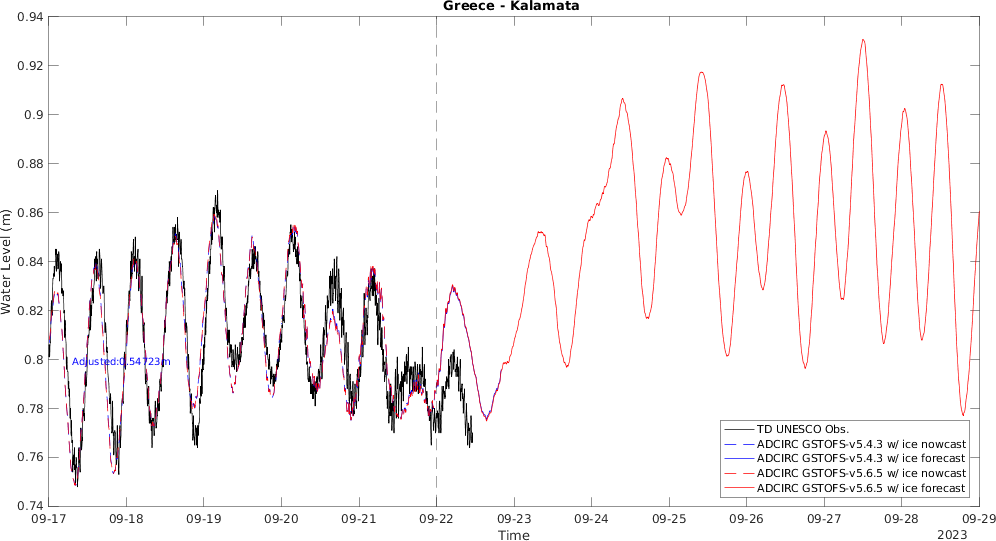 Greece - Kalamata
0.94
0.92
0.9
0.88
0.86
0.84
0.82
0.8
0.78
0.76
0.74
Water Level (m)
Adjusted:0.54723m
TD UNESCO Obs.
ADCIRC GSTOFS-v5.4.3 w/ ice nowcast
ADCIRC GSTOFS-v5.4.3 w/ ice forecast
ADCIRC GSTOFS-v5.6.5 w/ ice nowcast
ADCIRC GSTOFS-v5.6.5 w/ ice forecast
09-17 09-18 09-19 09-20 09-21 09-22 09-23 09-24 09-25 09-26 09-27 09-28 09-29
Time
2023